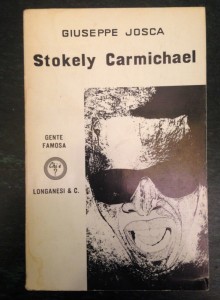 GIUSEPPE JOSCA
Stokely Carmichael
GENTE
FAMOSA
LONGANESI & C.